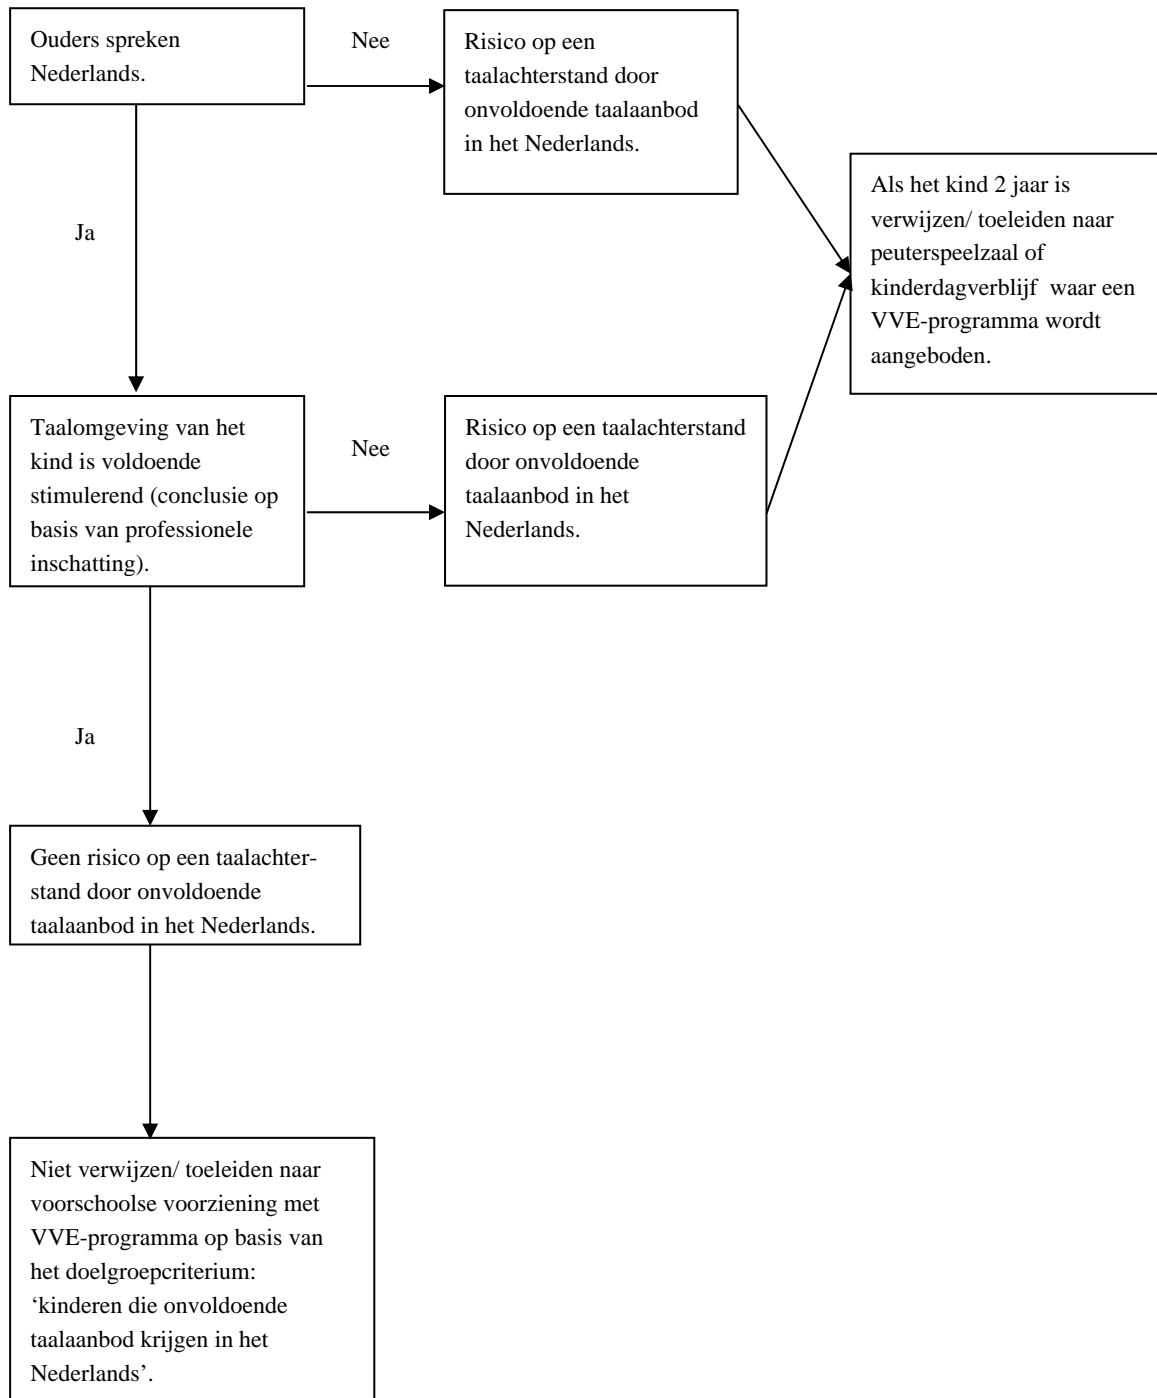 Ouders spreken
Nederlands.
Nee
Risico op een
taalachterstand door
onvoldoende taalaanbod
in het Nederlands.
Als het kind 2 jaar is
verwijzen/ toeleiden naar
peuterspeelzaal of
kinderdagverblijf  waar een
VVE-programma wordt
aangeboden.
Ja
Taalomgeving van het
kind is voldoende
stimulerend (conclusie op
basis van professionele
inschatting).
Nee
Risico op een taalachterstand
door onvoldoende
taalaanbod in het
Nederlands.
Ja
Geen risico op een taalachter-
stand door onvoldoende
taalaanbod in het Nederlands.
Niet verwijzen/ toeleiden naar
voorschoolse voorziening met
VVE-programma op basis van
het doelgroepcriterium:
‘kinderen die onvoldoende
taalaanbod krijgen in het
Nederlands’.